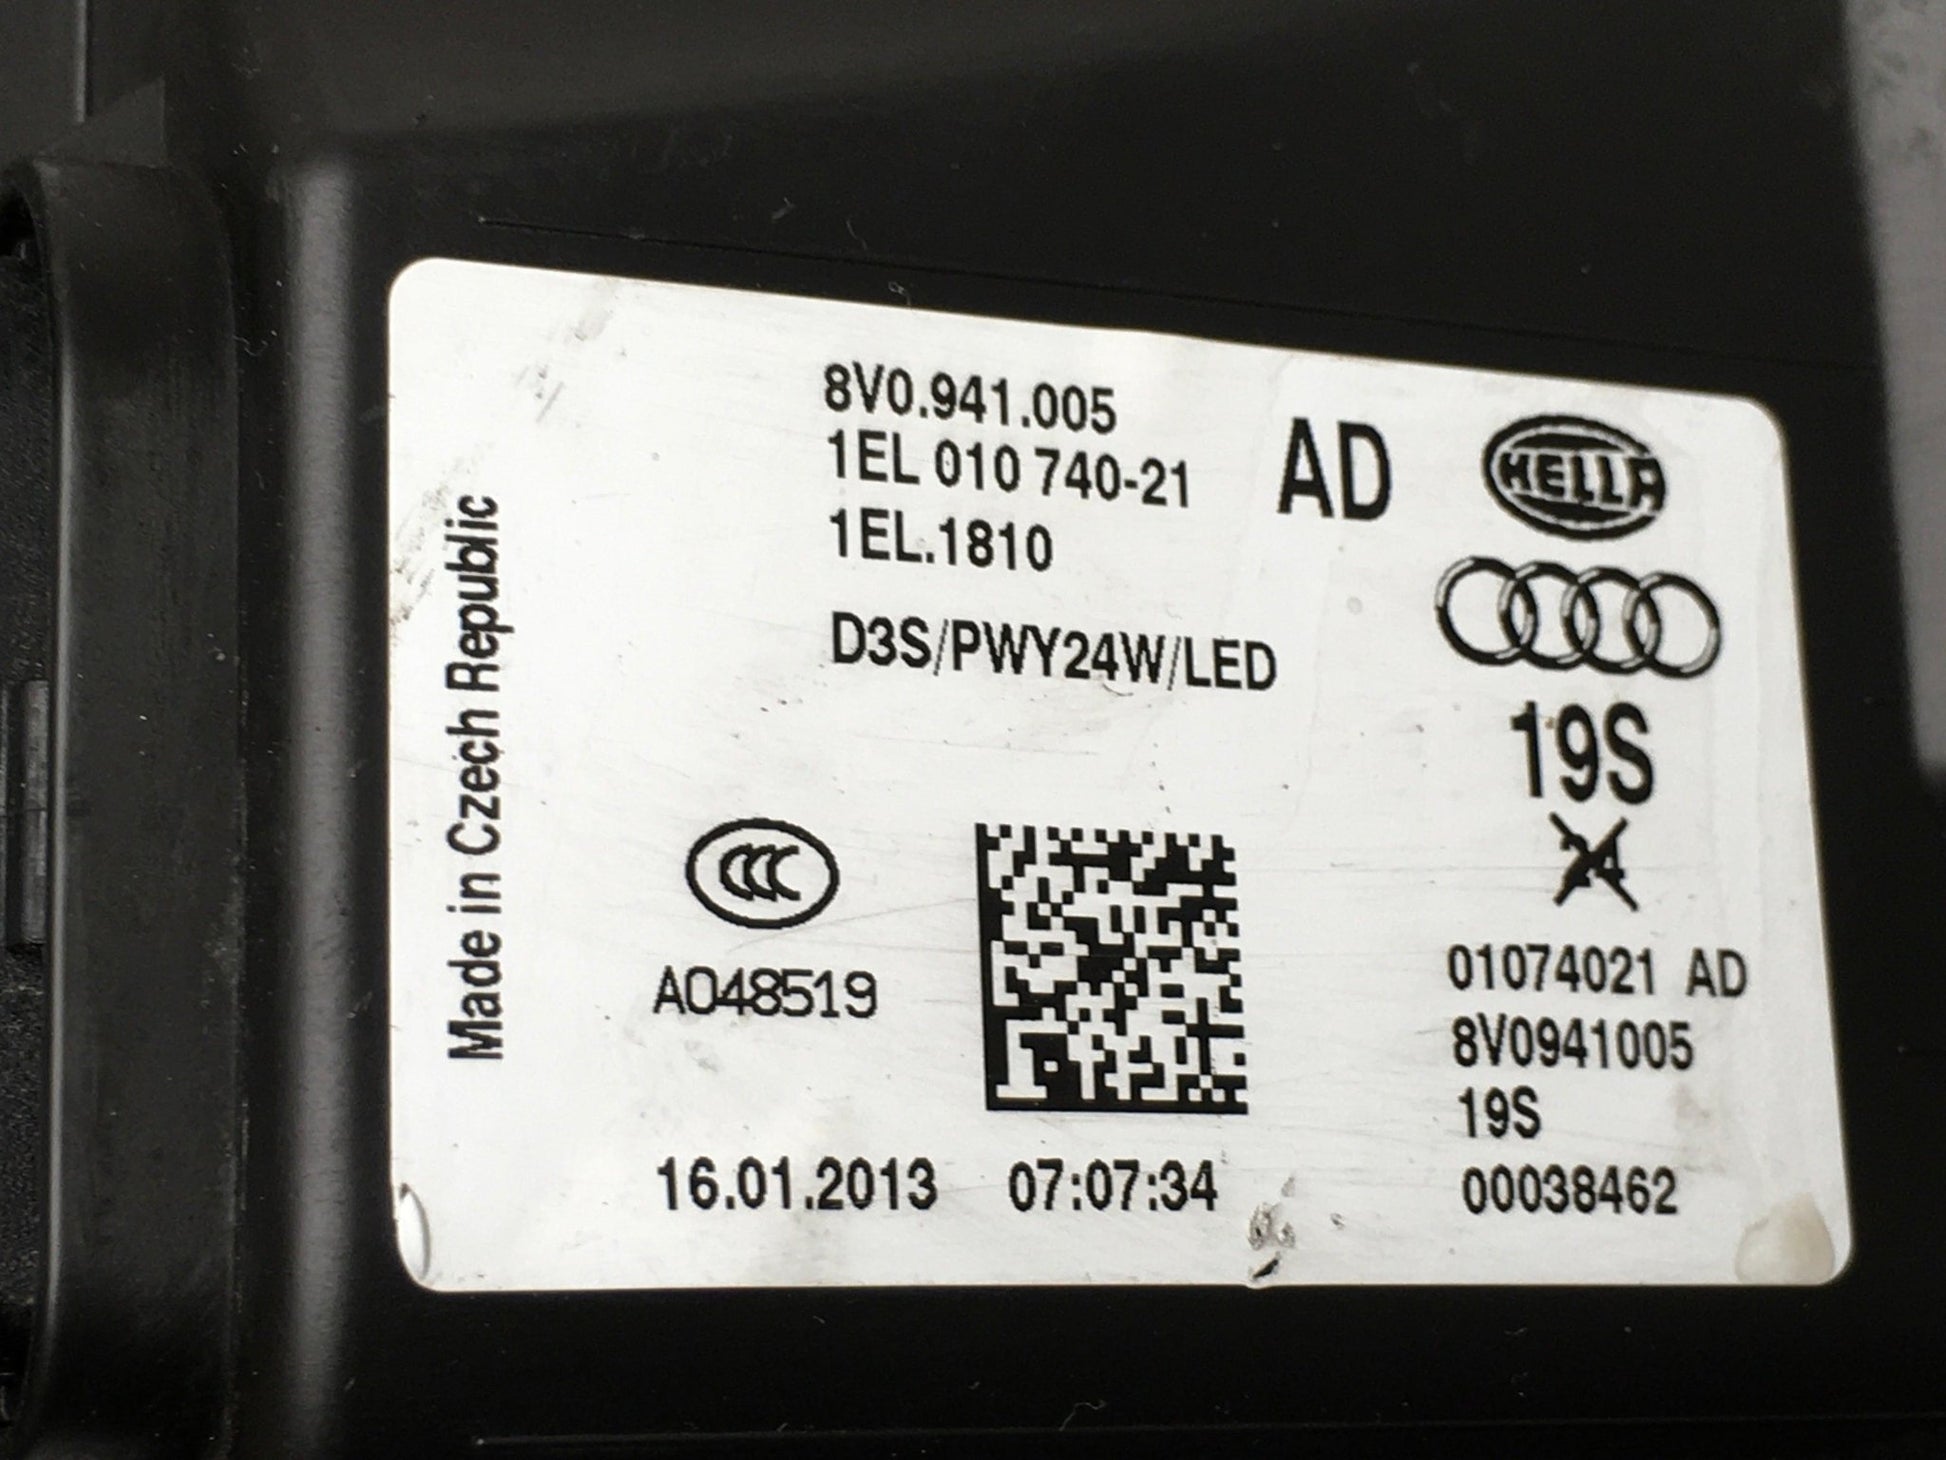 8V0.941.005
1EL 010 740-21
AD
HELLA
1EL.1810
D3S/PWY24W/LED
19S
Made in Czech Republic
CCC
A048519
01074021 AD
8V0941005
19S
16.01.2013 07:07:34
00038462